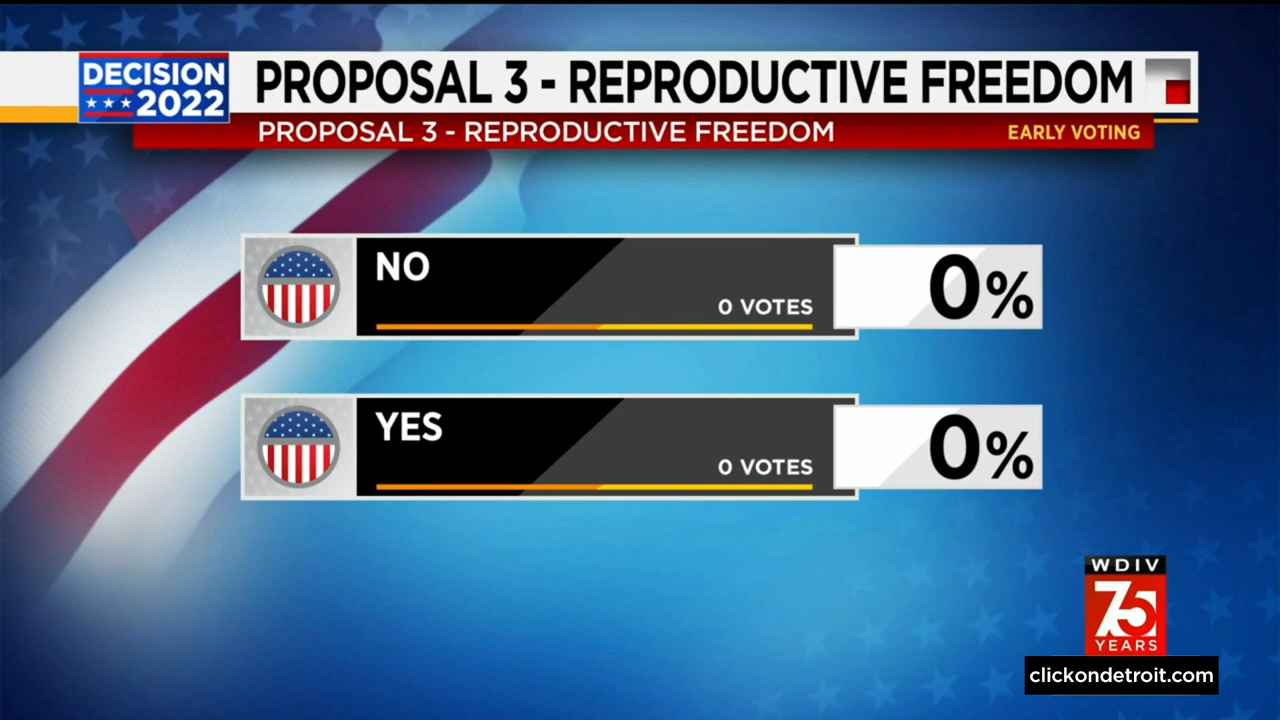 DECISION
2022
PROPOSAL 3 - REPRODUCTIVE FREEDOM
PROPOSAL 3 - REPRODUCTIVE FREEDOM
EARLY VOTING
NO
0 VOTES
0%
YES
0 VOTES
0%
WDIV
75
YEARS
clickondetroit.com